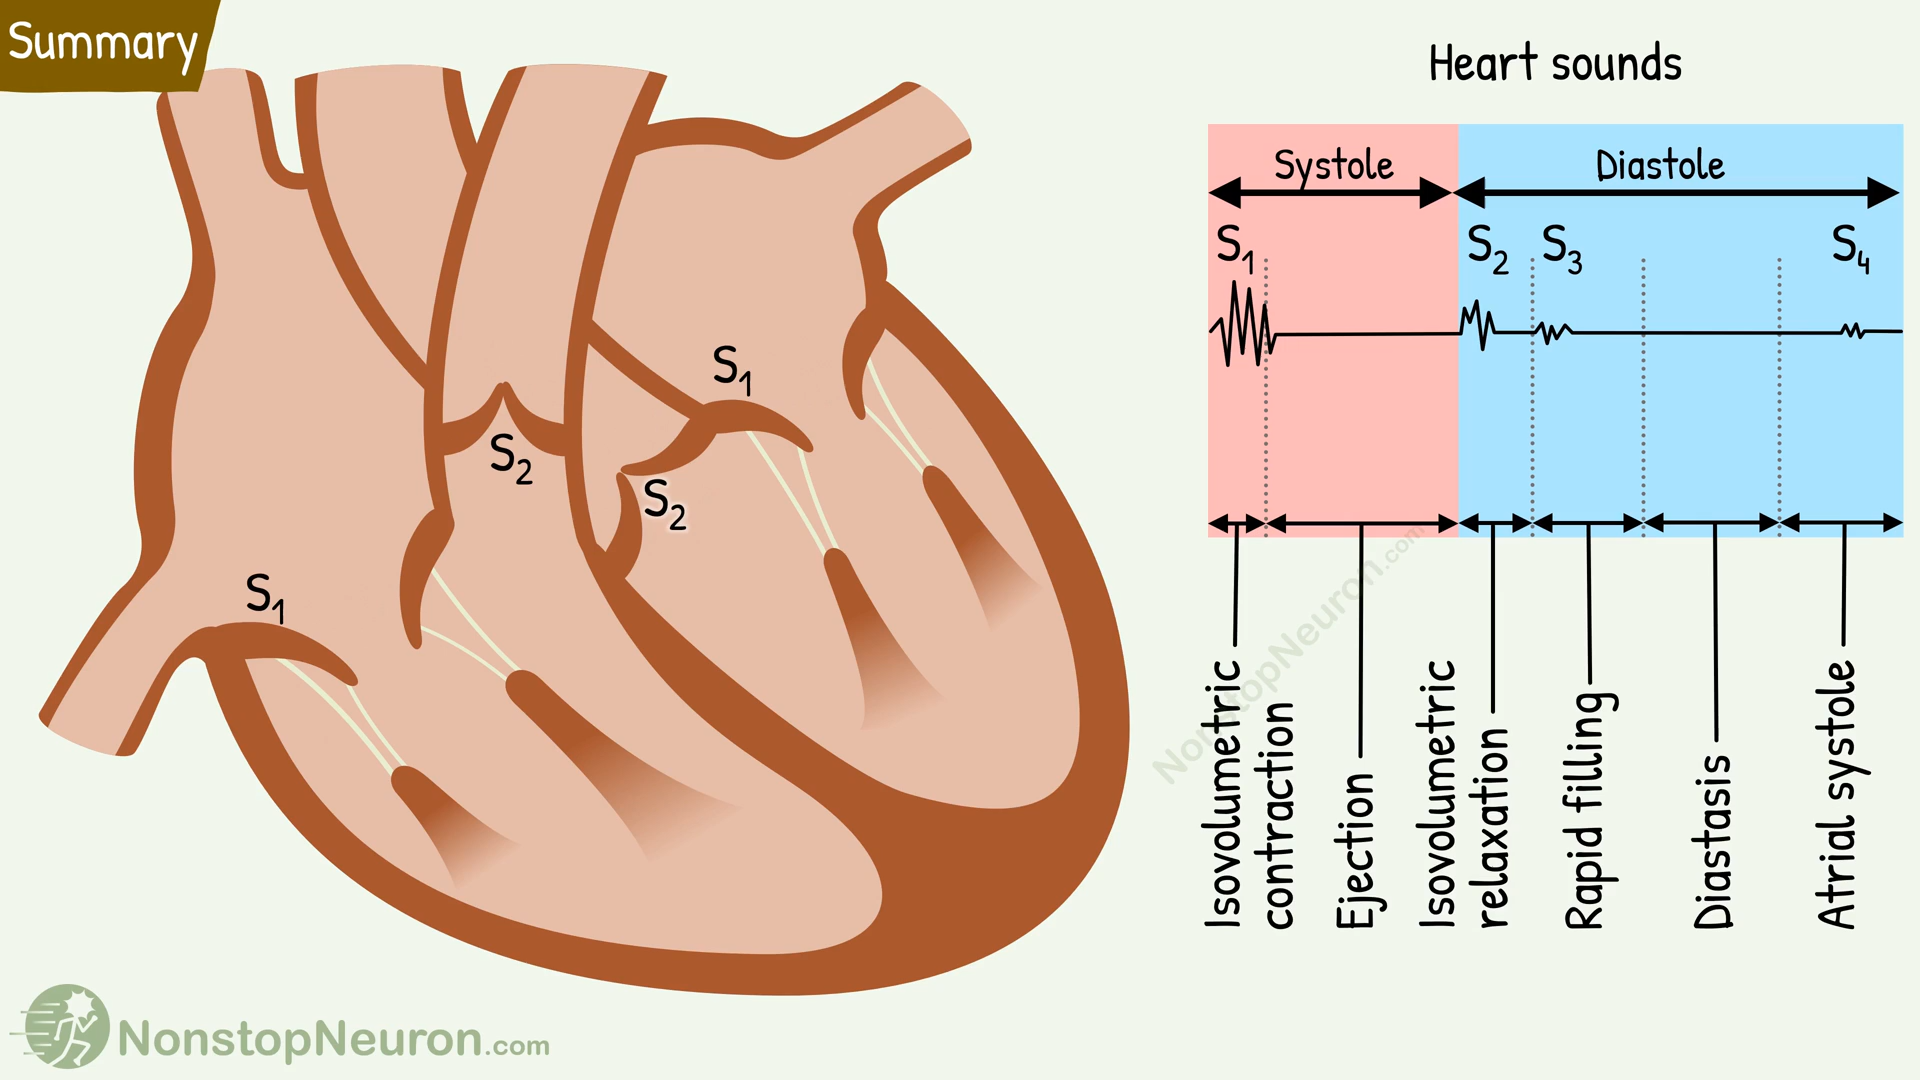 Summary
Heart sounds
Systole
Diastole
S₁
S₂
S₃
S₄
S₁
S₂
S₂
S₁
Isovolumetric
contraction
Ejection
Isovolumetric
relaxation
Rapid filling
Diastasis
Atrial systole
NonstopNeuron.com
NonstopNeuron.com